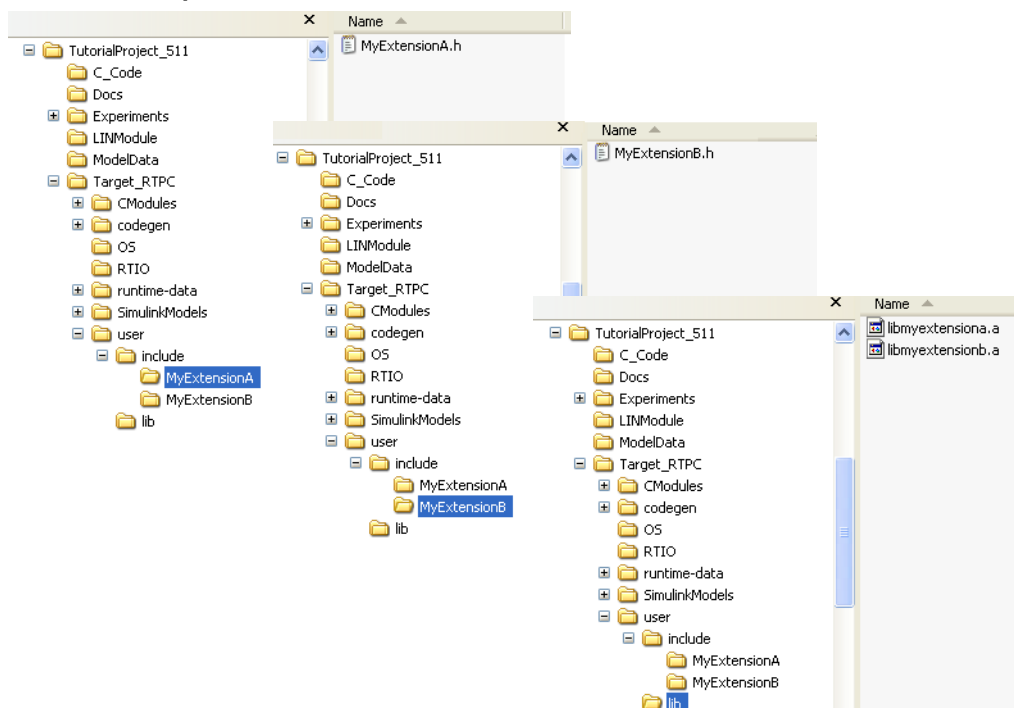 Name
TutorialProject_511
MyExtensionA.h
C_Code
Docs
Experiments
LINModule
ModelData
Target_RTPC
CModules
codegen
OS
RTIO
runtime-data
SimulinkModels
user
include
MyExtensionA
MyExtensionB
lib
Name
TutorialProject_511
MyExtensionB.h
C_Code
Docs
Experiments
LINModule
ModelData
Target_RTPC
CModules
codegen
OS
RTIO
runtime-data
SimulinkModels
user
include
MyExtensionA
MyExtensionB
lib
Name
TutorialProject_511
libmyextensiona.a
libmyextensionb.a
C_Code
Docs
Experiments
LINModule
ModelData
Target_RTPC
CModules
codegen
OS
RTIO
runtime-data
SimulinkModels
user
include
MyExtensionA
MyExtensionB
lib